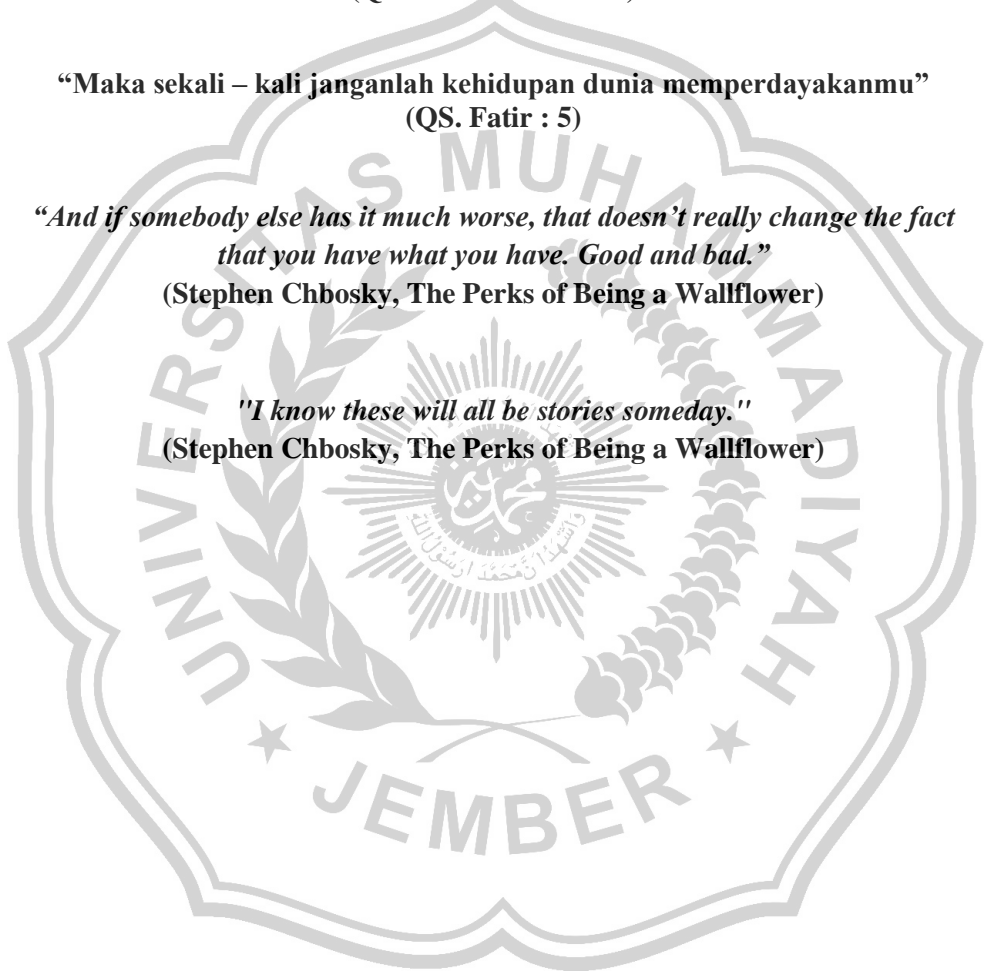 “Maka sekali – kali janganlah kehidupan dunia memperdayakanmu”
(QS. Fatir : 5)
“And if somebody else has it much worse, that doesn’t really change the fact
that you have what you have. Good and bad.”
(Stephen Chbosky, The Perks of Being a Wallflower)
"I know these will all be stories someday."
(Stephen Chbosky, The Perks of Being a Wallflower)
UNIVERSITAS MUHAMMADIYAH
JEMBER